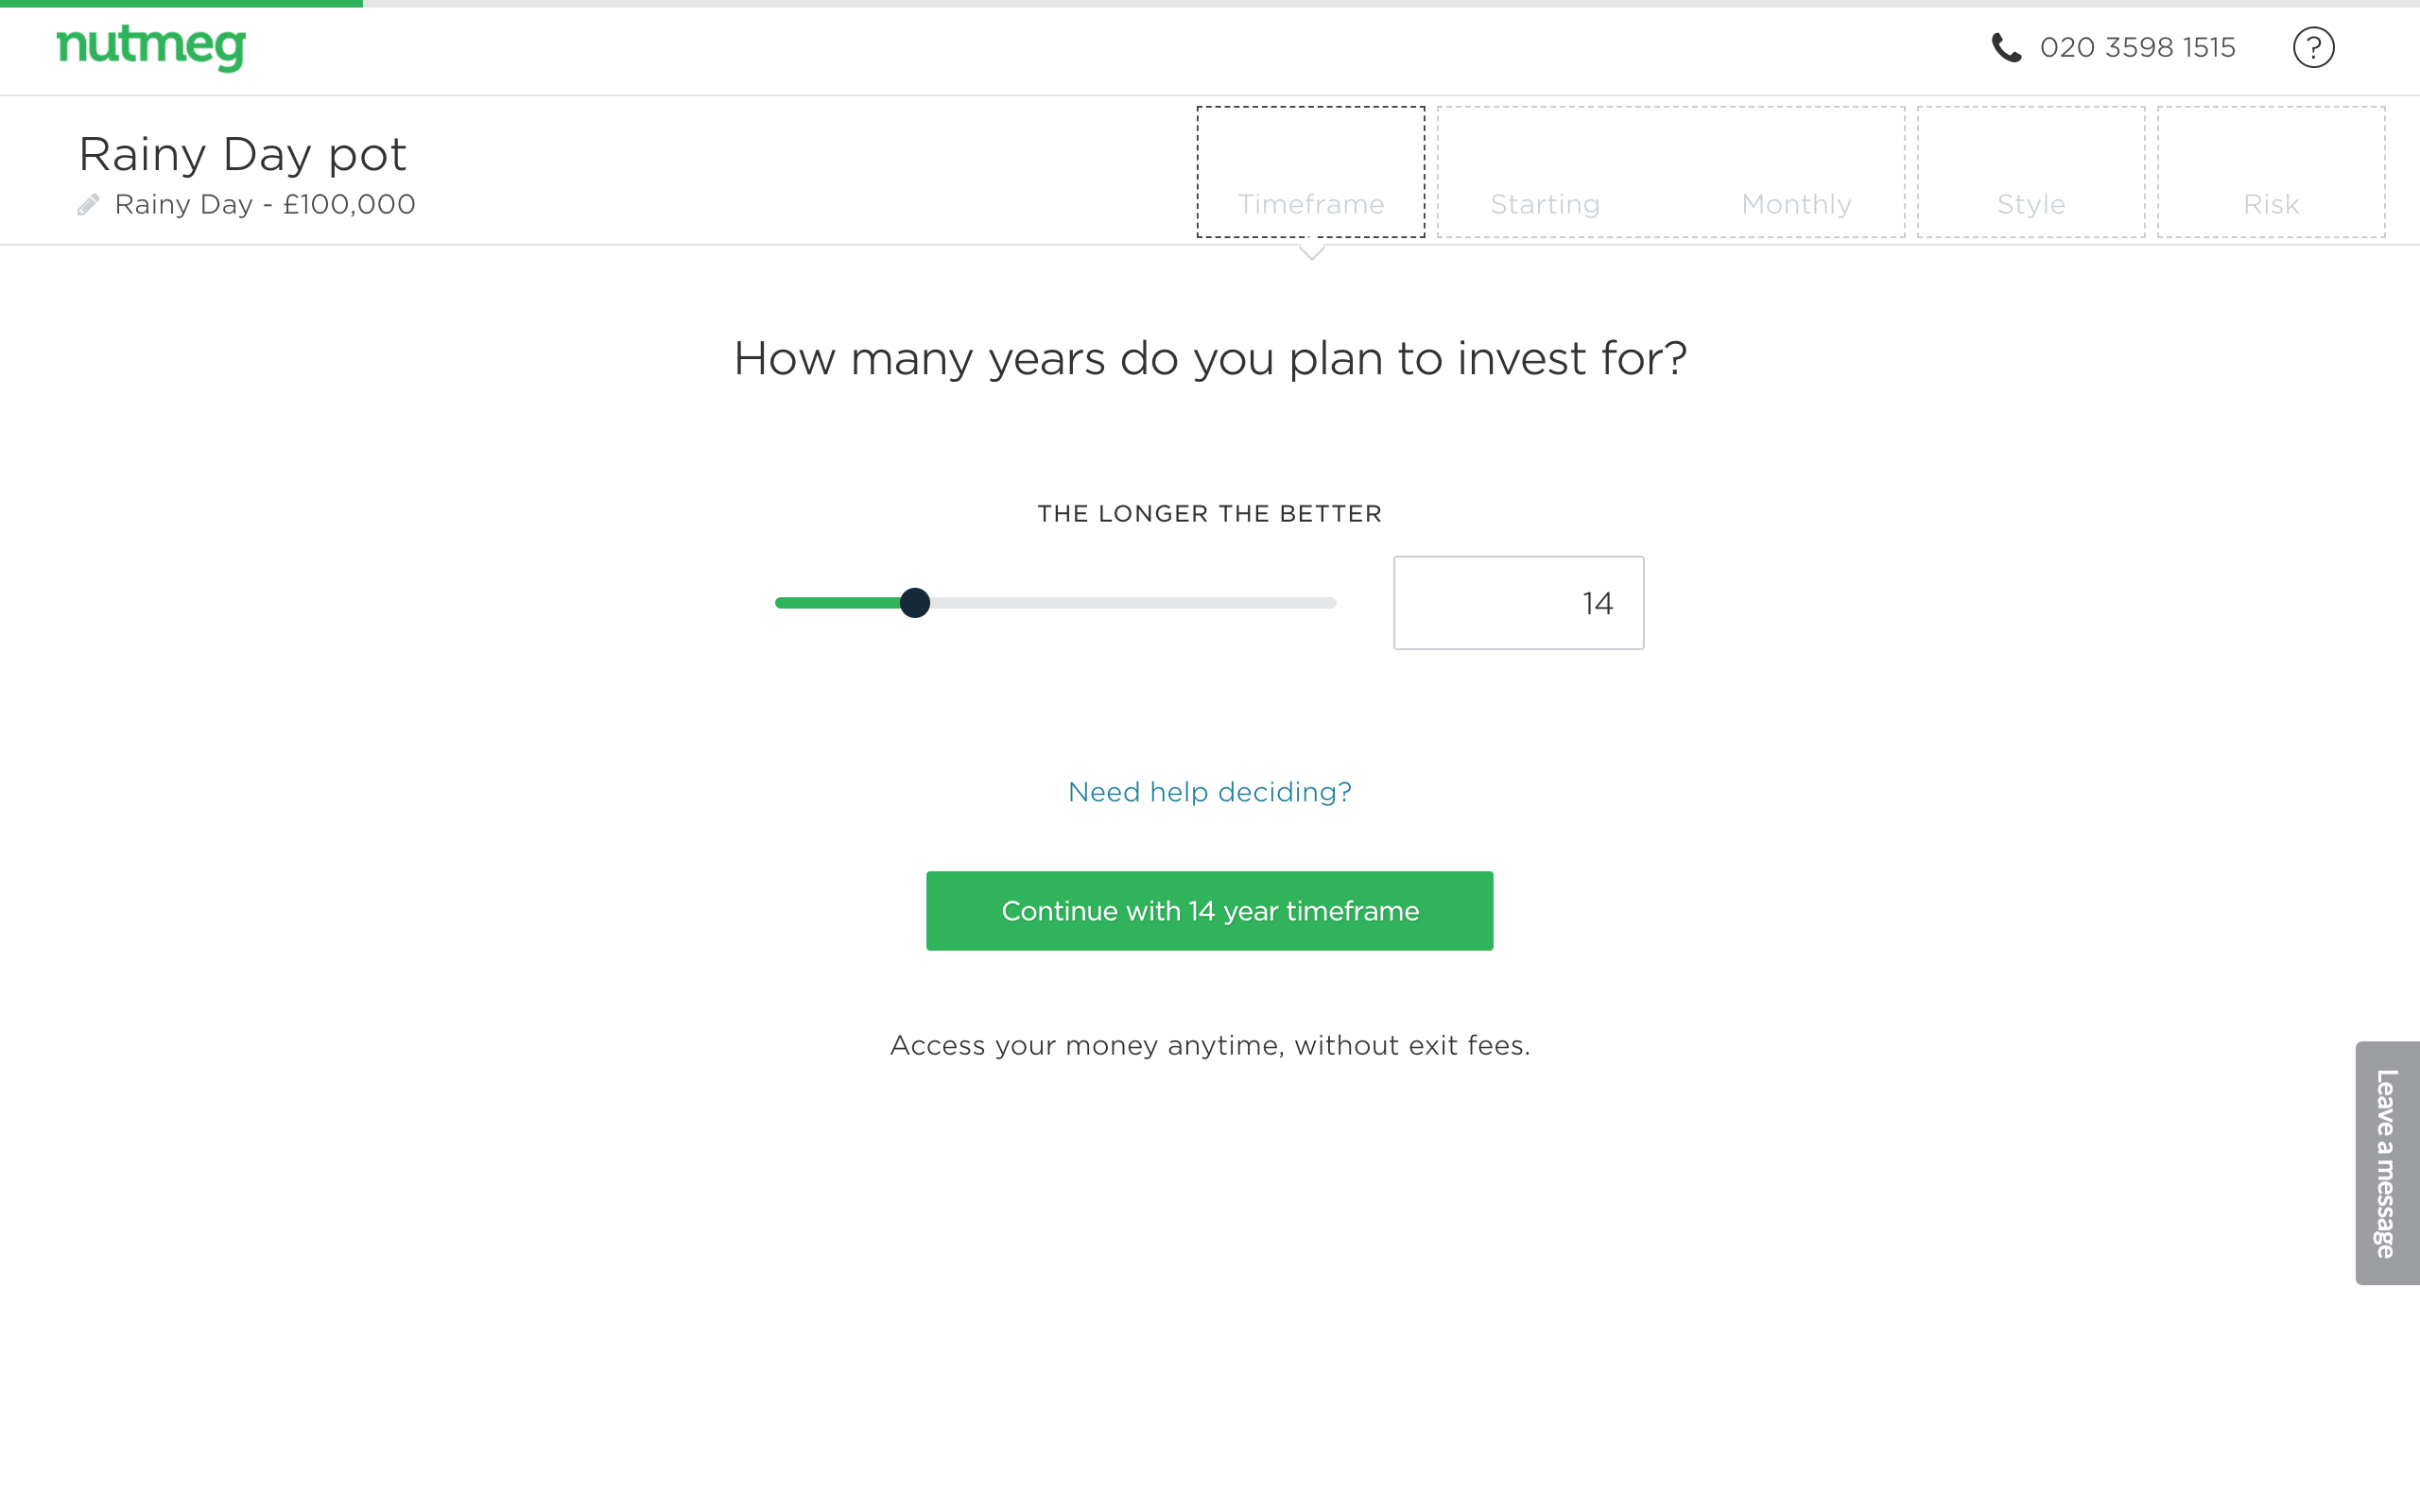 nutmeg
020 3598 1515
?
Rainy Day pot
Rainy Day - £100,000
Timeframe
Starting
Monthly
Style
Risk
How many years do you plan to invest for?
THE LONGER THE BETTER
14
Need help deciding?
Continue with 14 year timeframe
Access your money anytime, without exit fees.
Leave a message